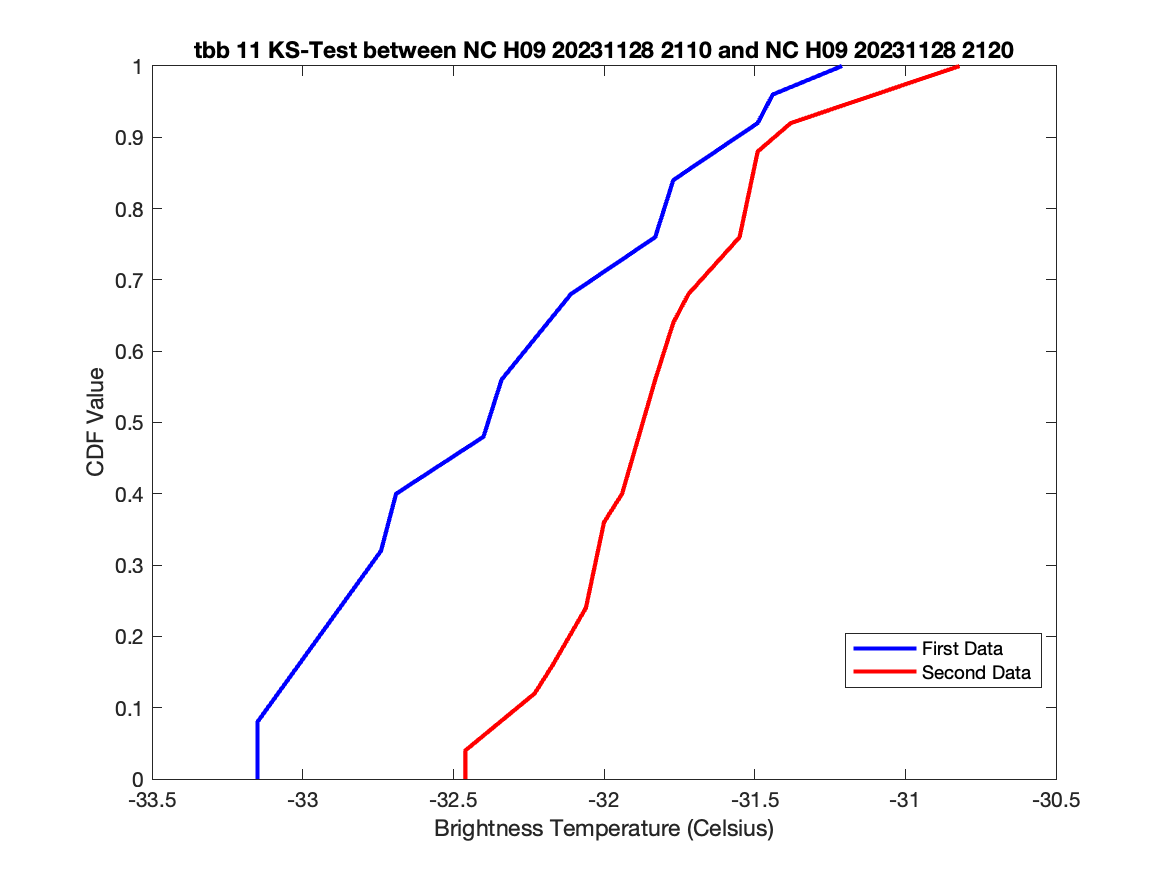 tbb 11 KS-Test between NC H09 20231128 2110 and NC H09 20231128 2120
1
0.9
0.8
0.7
0.6
0.5
0.4
0.3
0.2
0.1
0
CDF Value
First Data
Second Data
-33.5 -33 -32.5 -32 -31.5 -31 -30.5
Brightness Temperature (Celsius)